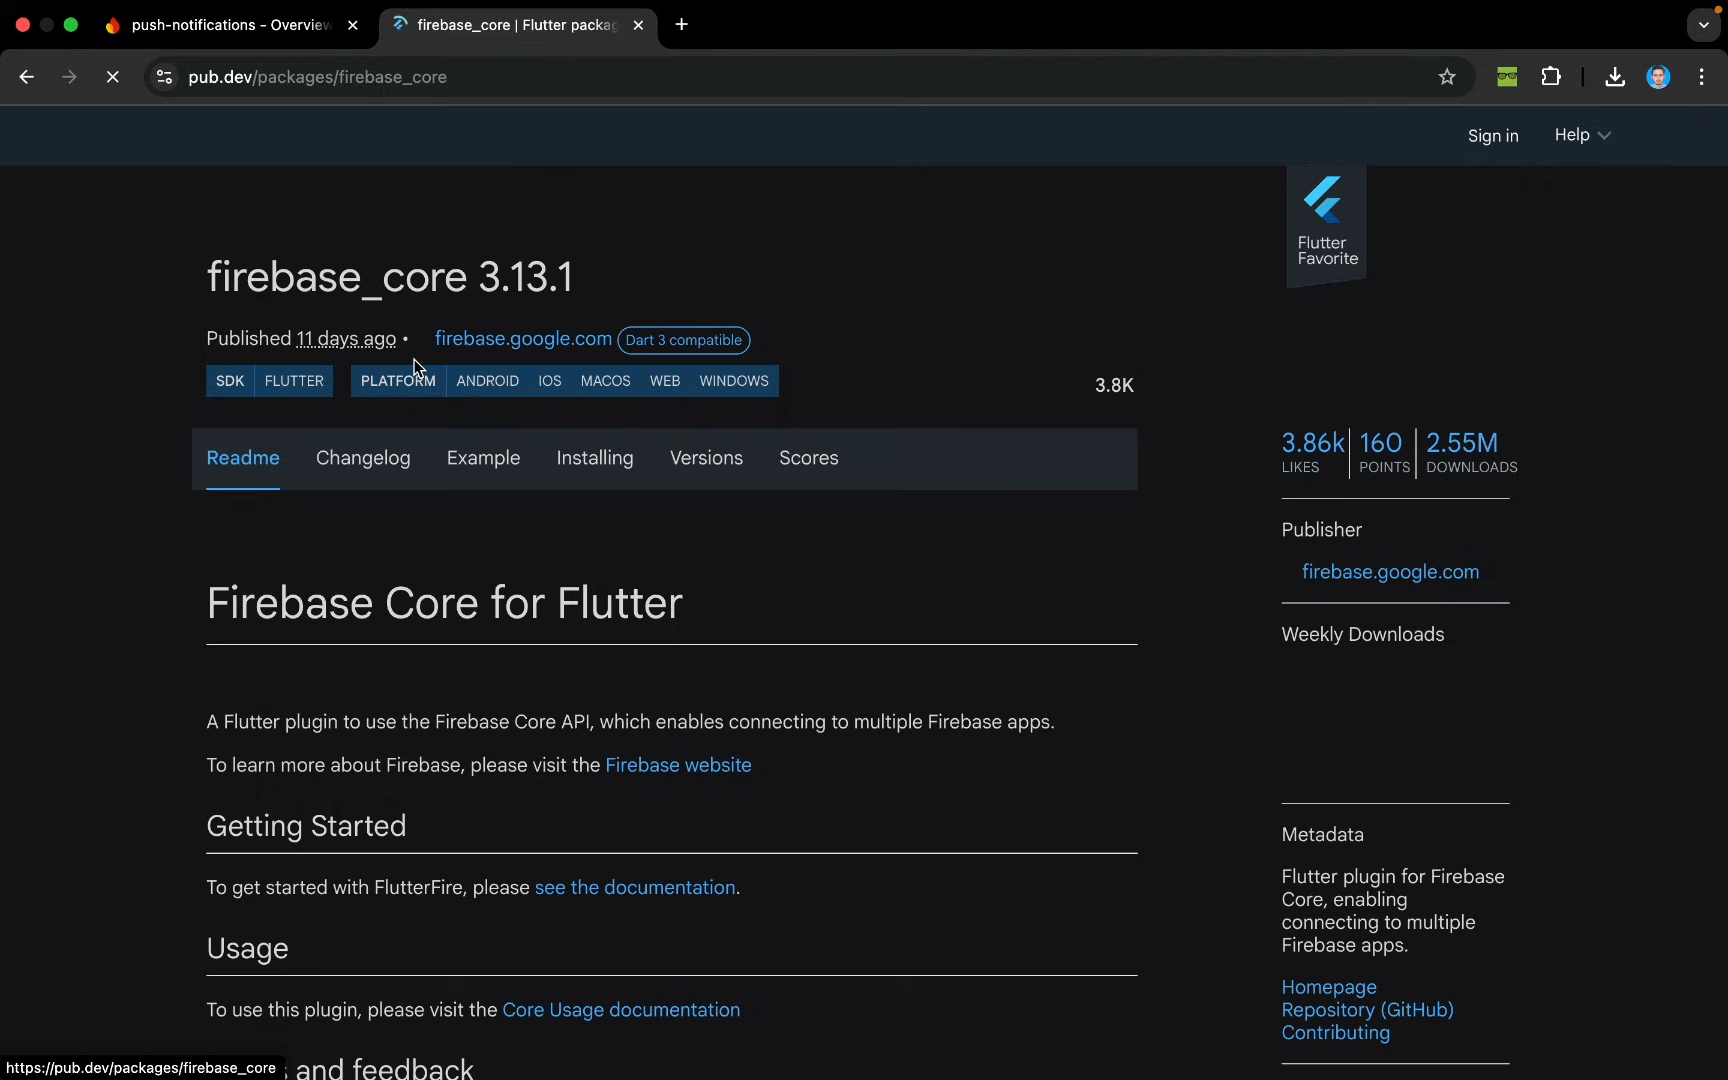 push-notifications - Overview
firebase_core | Flutter packag
pub.dev/packages/firebase_core
Sign in
Help
Flutter
Favorite
firebase_core 3.13.1
Published 11 days ago • firebase.google.com Dart 3 compatible
SDK FLUTTER PLATFORM ANDROID IOS MACOS WEB WINDOWS
3.8K
Readme Changelog Example Installing Versions Scores
3.86k 160 2.55M
LIKES POINTS DOWNLOADS
Publisher
firebase.google.com
Weekly Downloads
Firebase Core for Flutter
A Flutter plugin to use the Firebase Core API, which enables connecting to multiple Firebase apps.
To learn more about Firebase, please visit the Firebase website
Getting Started
To get started with FlutterFire, please see the documentation.
Usage
To use this plugin, please visit the Core Usage documentation
s and feedback
Metadata
Flutter plugin for Firebase
Core, enabling
connecting to multiple
Firebase apps.
Homepage
Repository (GitHub)
Contributing
https://pub.dev/packages/firebase_core